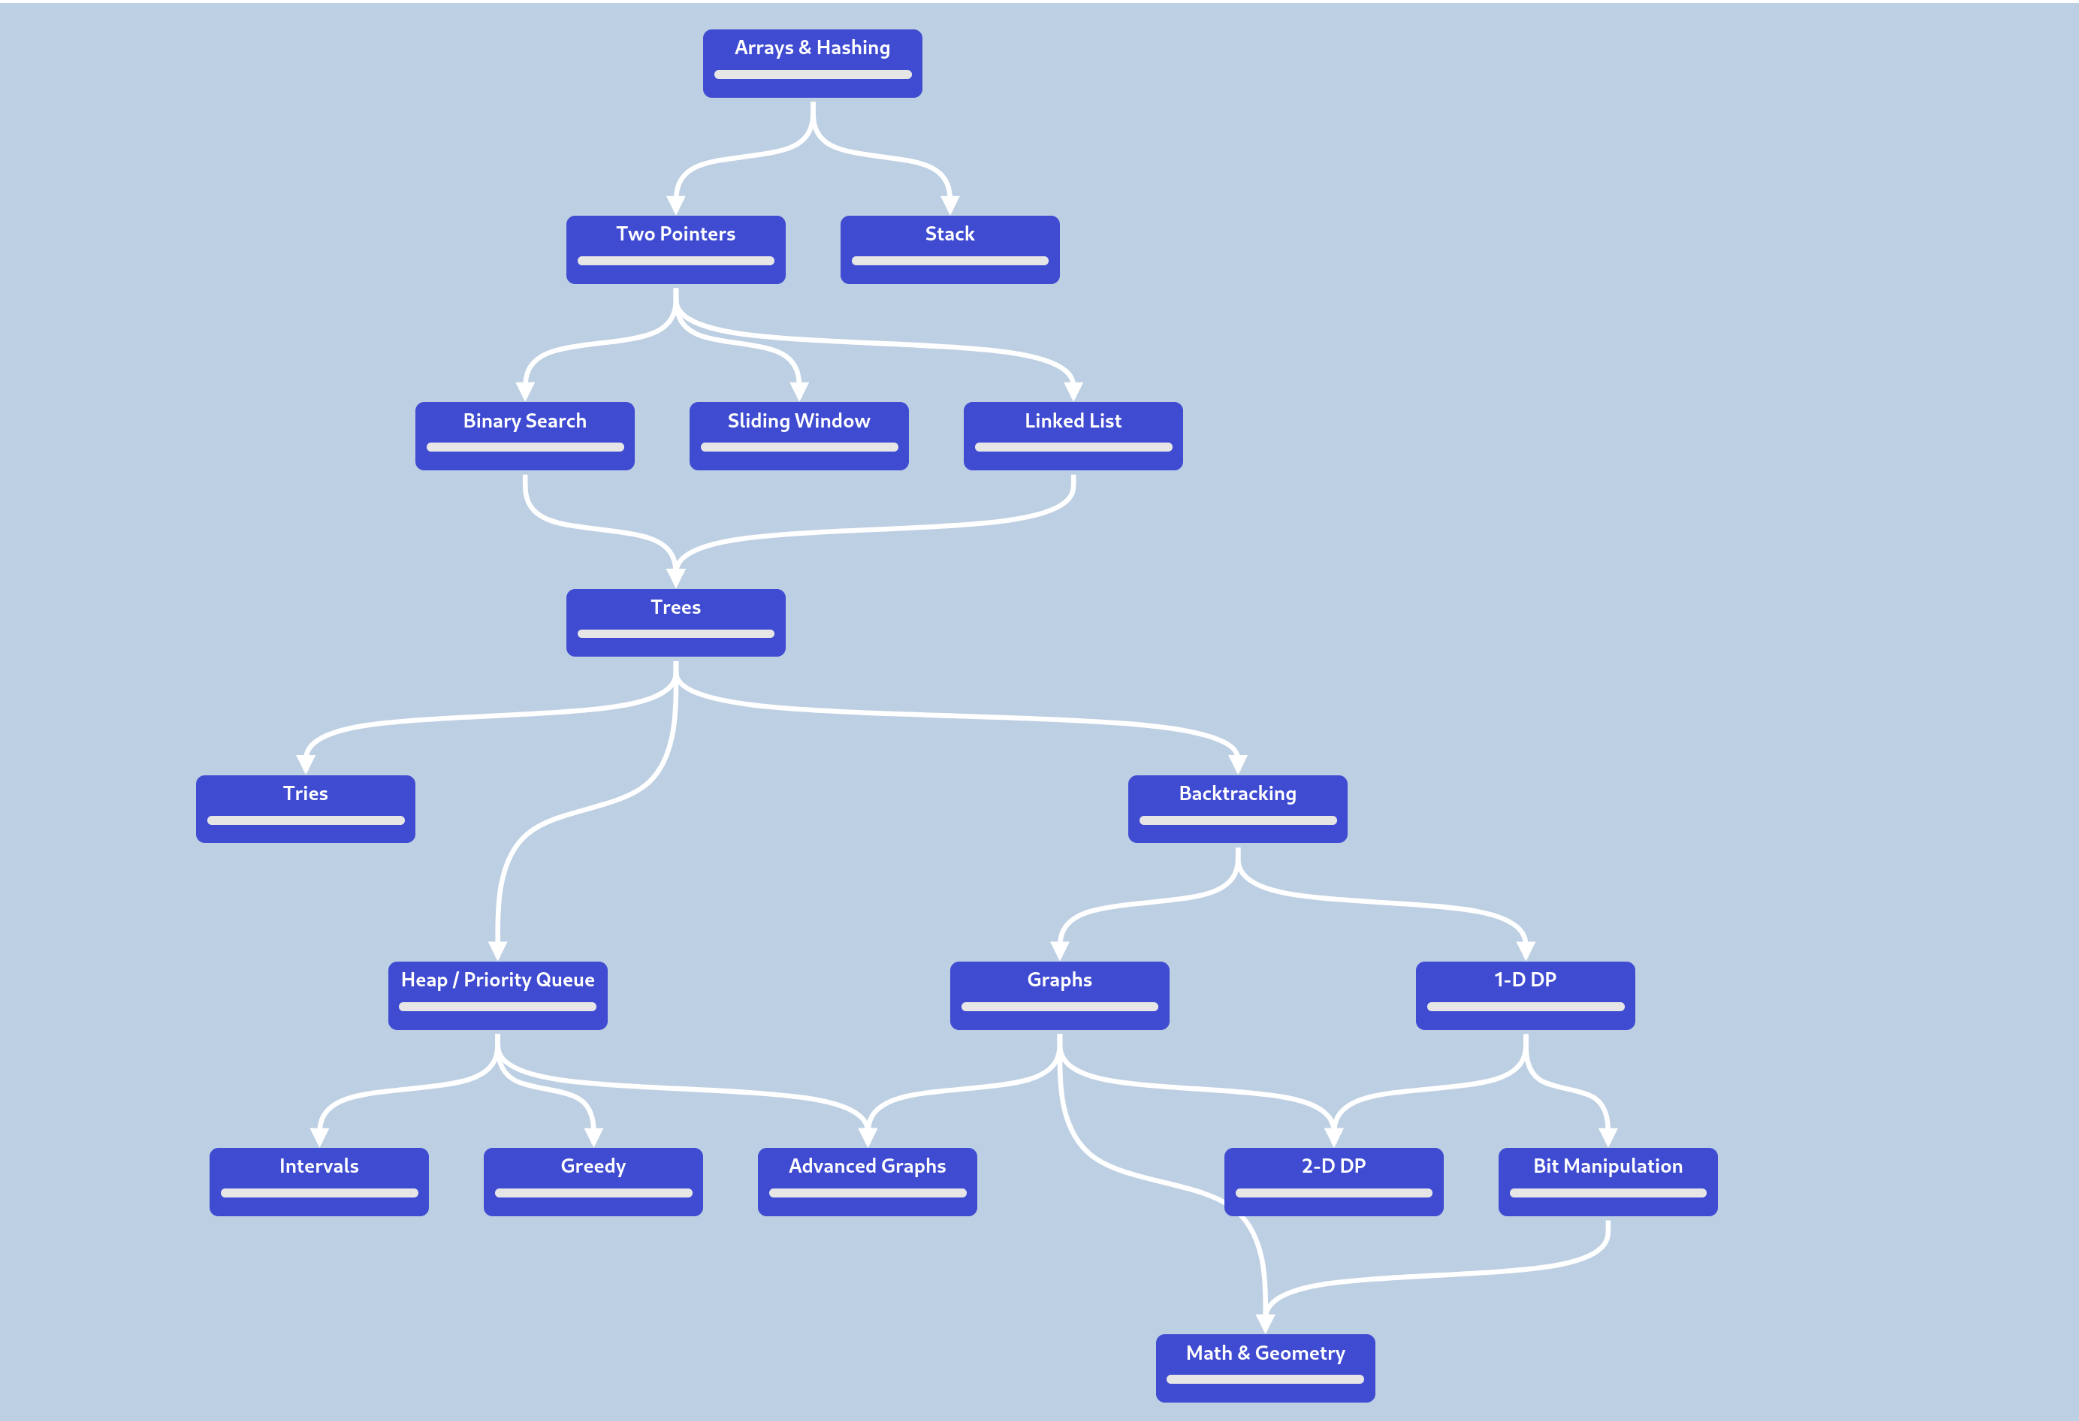 Arrays & Hashing
Two Pointers
Stack
Binary Search
Sliding Window
Linked List
Trees
Tries
Backtracking
Heap / Priority Queue
Graphs
1-D DP
Intervals
Greedy
Advanced Graphs
2-D DP
Bit Manipulation
Math & Geometry